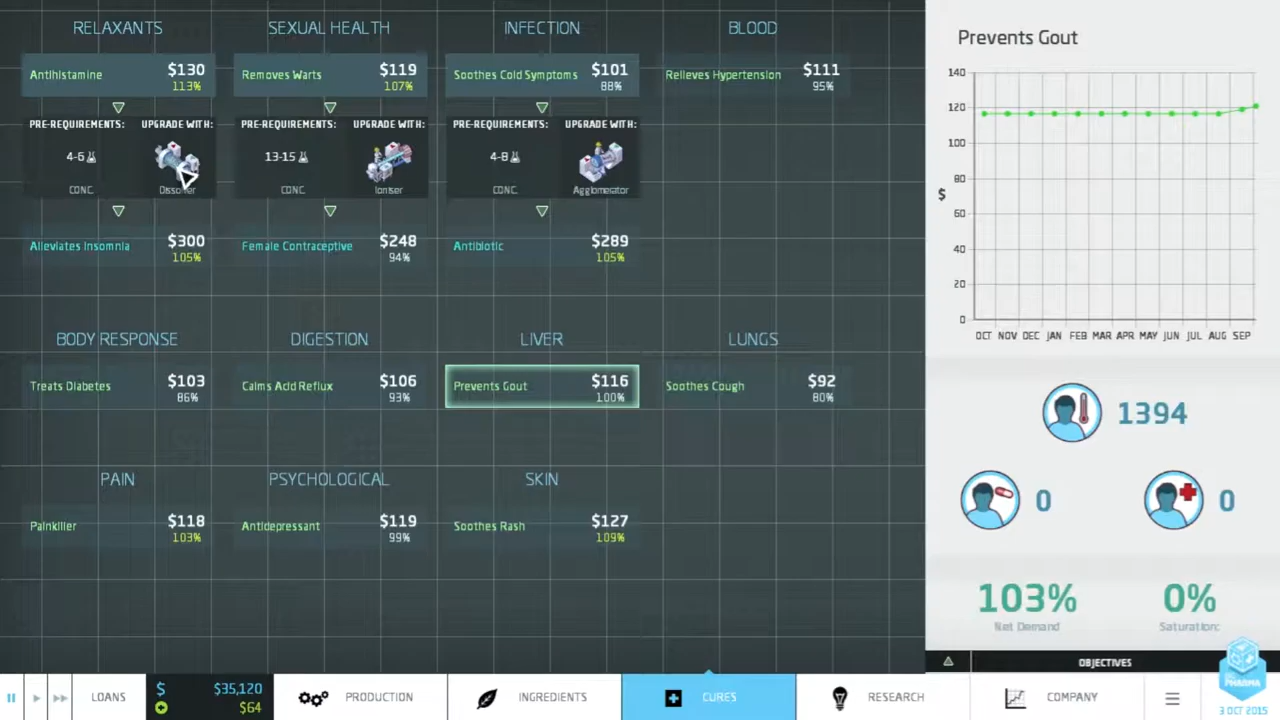 RELAXANTS
SEXUAL HEALTH
INFECTION
BLOOD
Antihistamine $130 113%
Removes Warts $119 107%
Soothes Cold Symptoms $101 88%
Relieves Hypertension $111 95%
PRE-REQUIREMENTS: UPGRADE WITH:
4-6
CONC. Dissolver
PRE-REQUIREMENTS: UPGRADE WITH:
13-15
CONC. Ioniser
PRE-REQUIREMENTS: UPGRADE WITH:
4-8
CONC. Agglomerator
Alleviates Insomnia $300 105%
Female Contraceptive $248 94%
Antibiotic $289 105%
BODY RESPONSE
DIGESTION
LIVER
LUNGS
Treats Diabetes $103 86%
Calms Acid Reflux $106 93%
Prevents Gout $116 100%
Soothes Cough $92 80%
PAIN
PSYCHOLOGICAL
SKIN
Painkiller $118 103%
Antidepressant $119 99%
Soothes Rash $127 109%
Prevents Gout
140
120
100
80
$
60
40
20
0
OCT NOV DEC JAN FEB MAR APR MAY JUN JUL AUG SEP
1394
0
0
103%
Net Demand
0%
Saturation:
OBJECTIVES
LOANS
$ $35,120
$64
PRODUCTION
INGREDIENTS
CURES
RESEARCH
COMPANY
PHARMA
3 OCT 2015